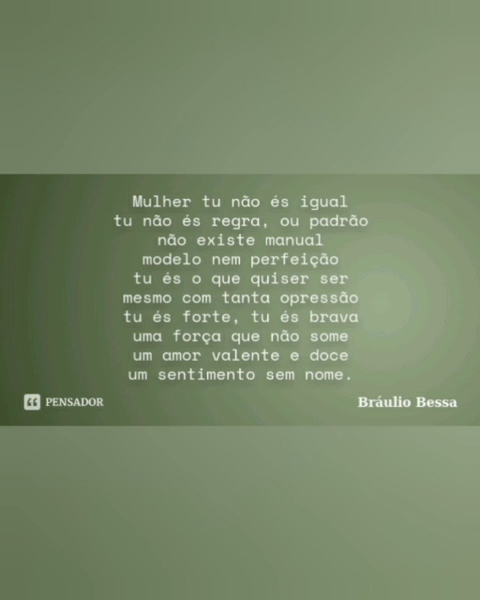 Mulher tu não és igual
tu não és regra, ou padrão
não existe manual
modelo nem perfeição
tu és o que quiser ser
mesmo com tanta opressão
tu és forte, tu és brava
uma força que não some
um amor valente e doce
um sentimento sem nome.
PENSADOR
Bráulio Bessa